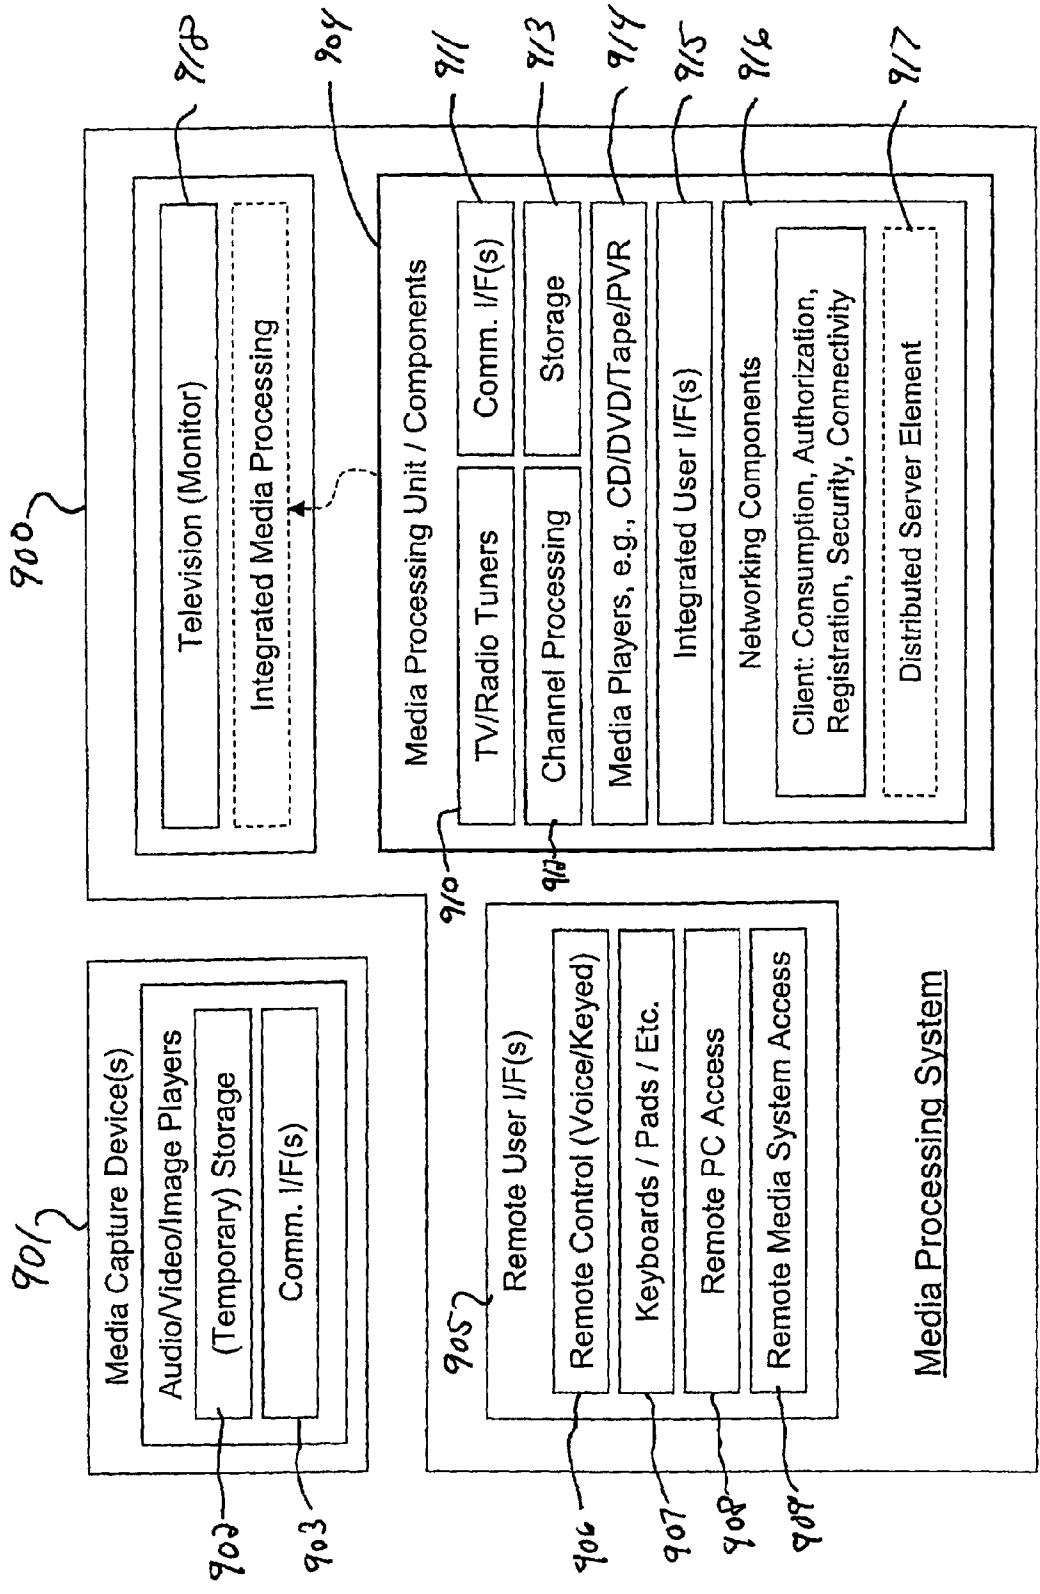 900
901
Media Capture Device(s)
Audio/Video/Image Players
(Temporary) Storage
Comm. I/F(s)
902
903
Television (Monitor)
Integrated Media Processing
918
904
Media Processing Unit / Components
910
TV/Radio Tuners
Comm. I/F(s)
911
912
Channel Processing
Storage
913
Media Players, e.g., CD/DVD/Tape/PVR
914
Integrated User I/F(s)
915
Networking Components
916
Client: Consumption, Authorization,
Registration, Security, Connectivity
Distributed Server Element
917
905
Remote User I/F(s)
906
Remote Control (Voice/Keyed)
907
Keyboards / Pads / Etc.
908
Remote PC Access
909
Remote Media System Access
Media Processing System